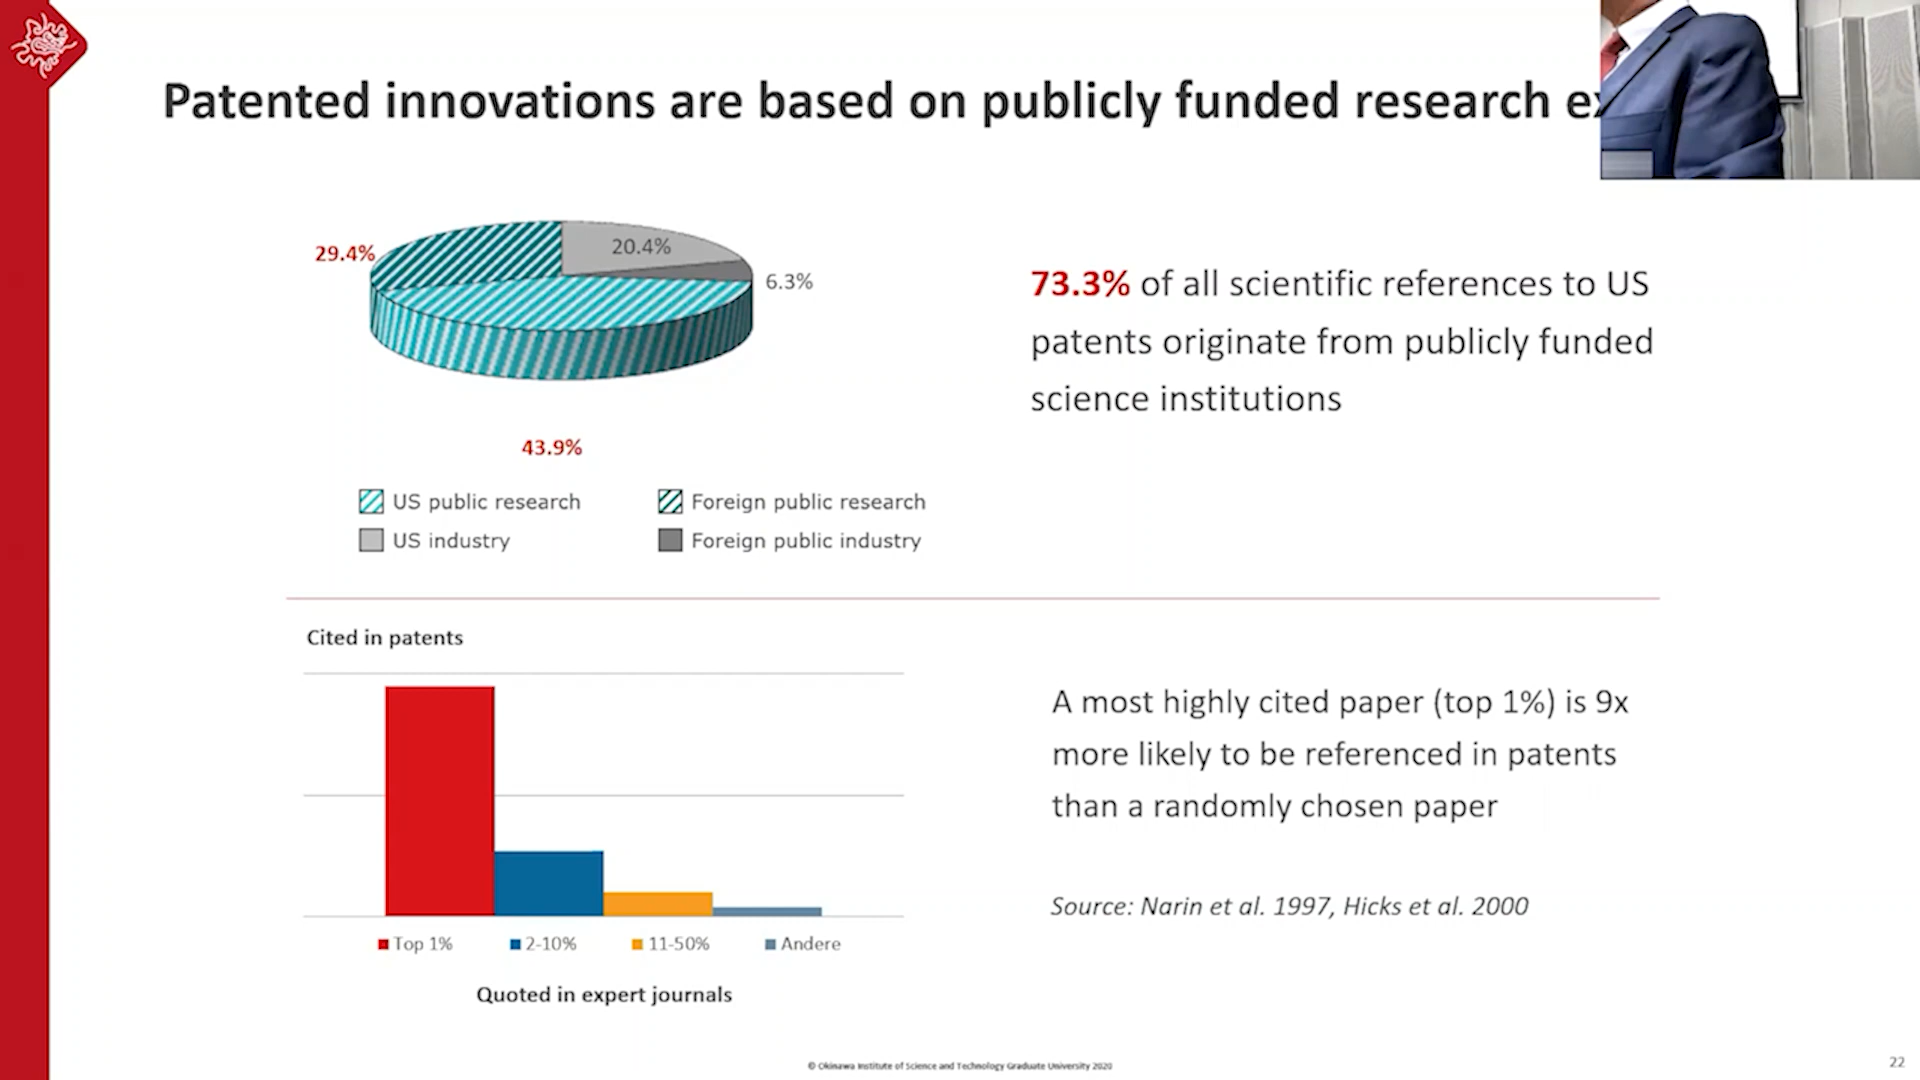 Patented innovations are based on publicly funded research
29.4%
20.4%
6.3%
43.9%
US public research
Foreign public research
US industry
Foreign public industry
73.3% of all scientific references to US
patents originate from publicly funded
science institutions
Cited in patents
Top 1%
2-10%
11-50%
Andere
Quoted in expert journals
A most highly cited paper (top 1%) is 9x
more likely to be referenced in patents
than a randomly chosen paper
Source: Narin et al. 1997, Hicks et al. 2000
© Okinawa Institute of Science and Technology Graduate University 2020
22